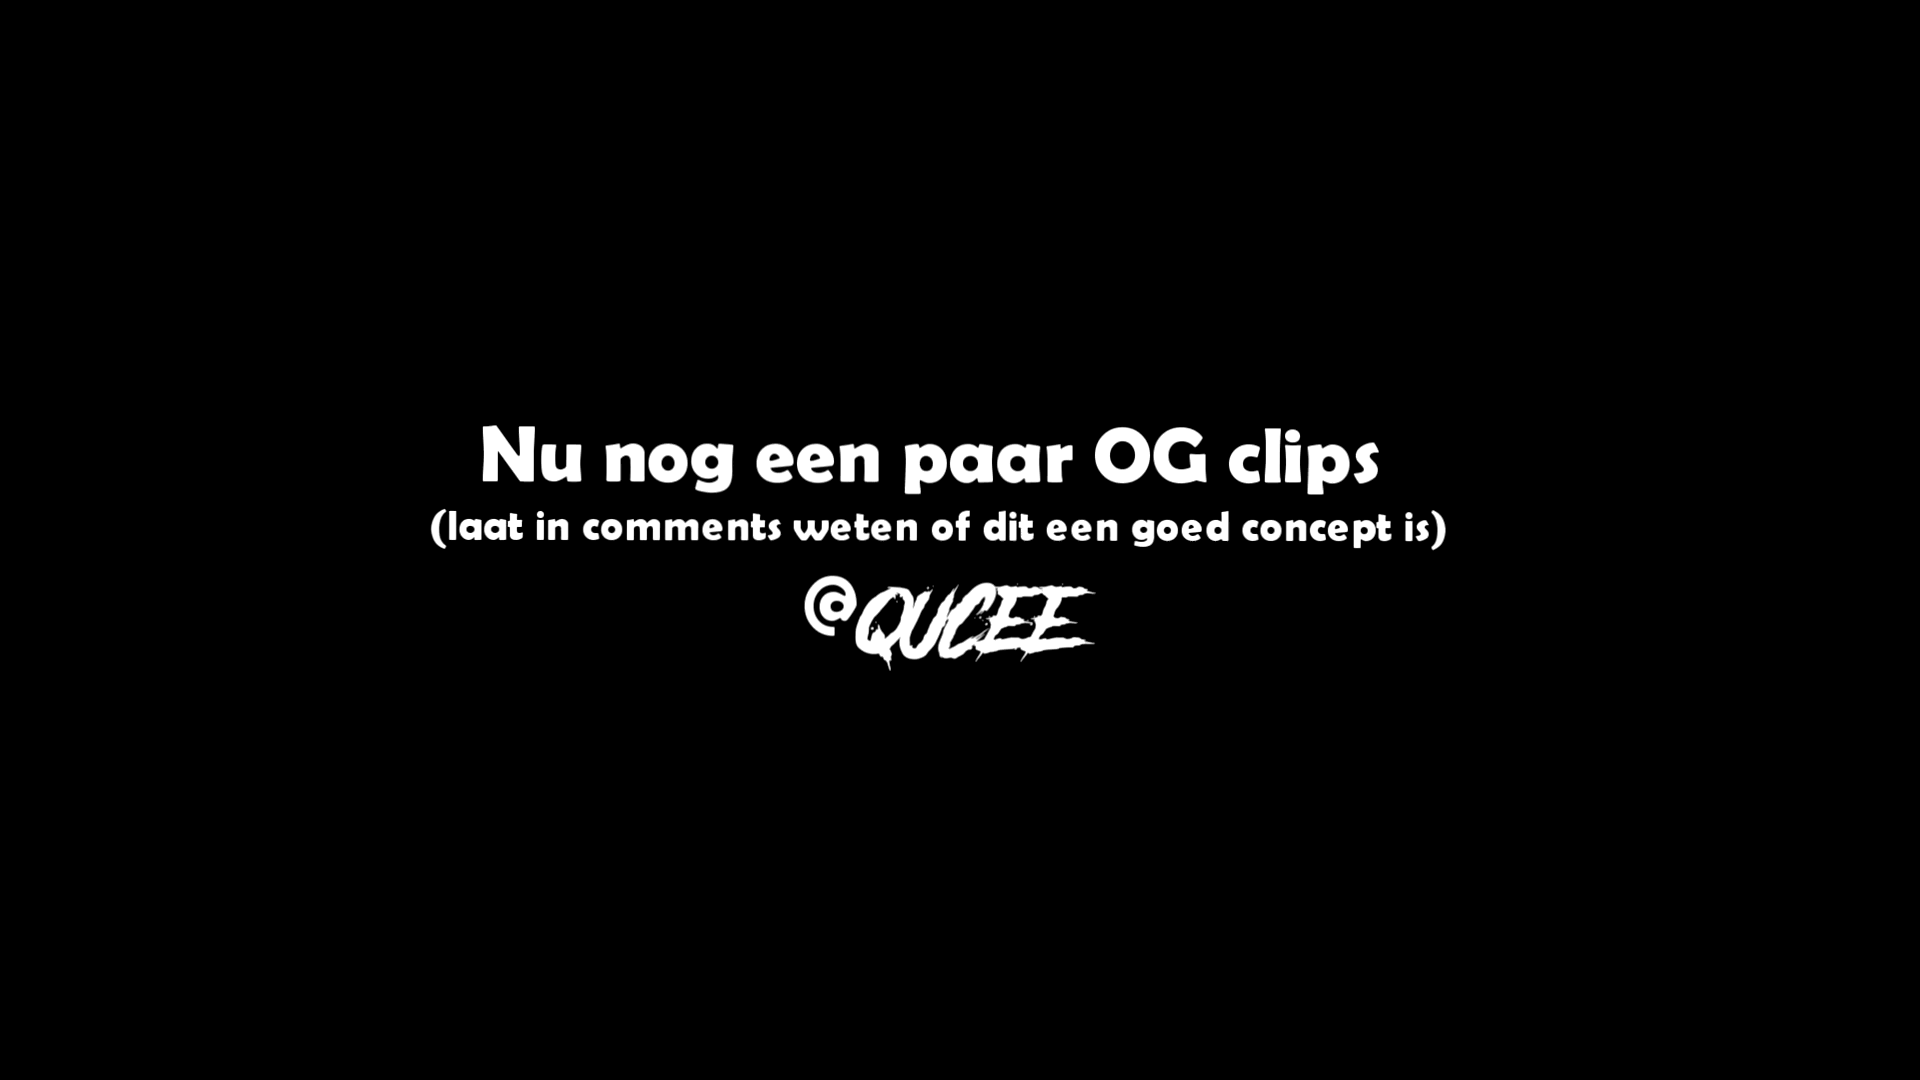 Nu nog een paar OG clips
(laat in comments weten of dit een goed concept is)
@QUCEE